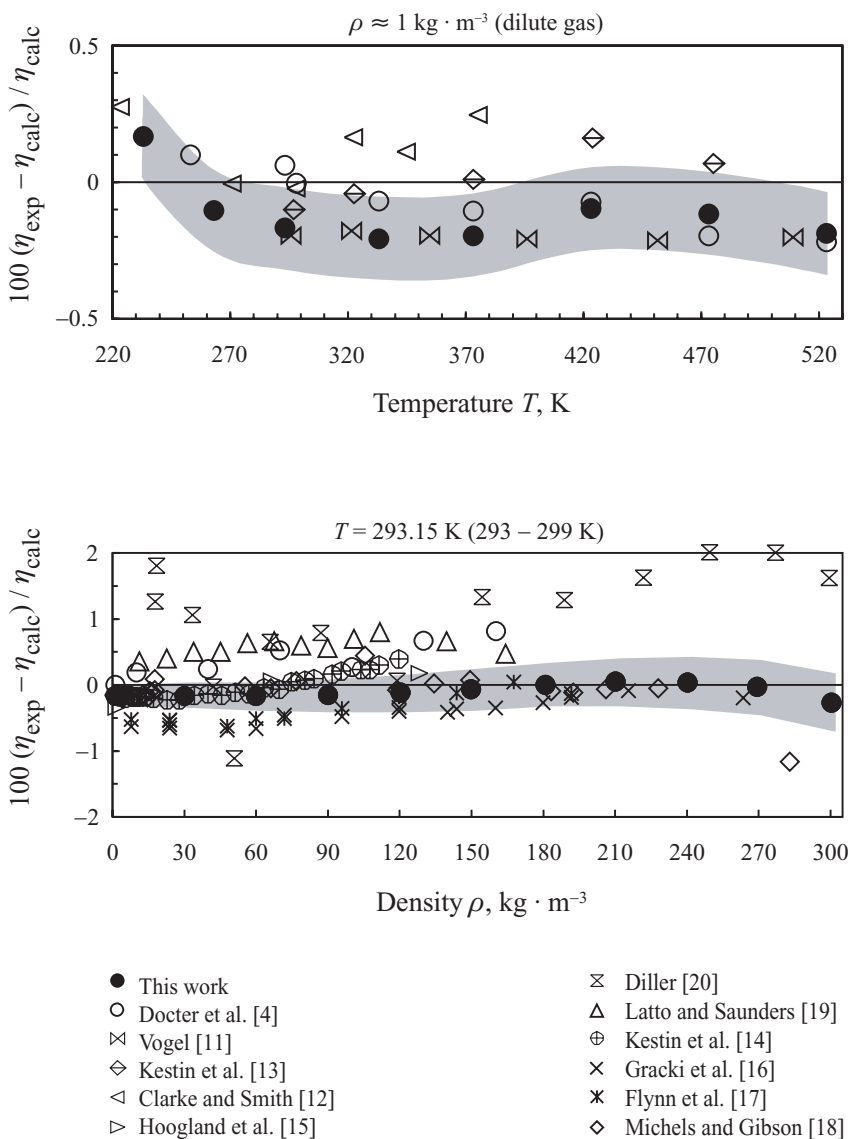 ρ ≈ 1 kg · m⁻³ (dilute gas)
100 (ηexp − ηcalc) / ηcalc
0.5
0
−0.5
220 270 320 370 420 470 520
Temperature T, K
T = 293.15 K (293 – 299 K)
100 (ηexp − ηcalc) / ηcalc
2
1
0
−1
−2
0 30 60 90 120 150 180 210 240 270 300
Density ρ, kg · m⁻³
This work
Docter et al. [4]
Vogel [11]
Kestin et al. [13]
Clarke and Smith [12]
Hoogland et al. [15]
Diller [20]
Latto and Saunders [19]
Kestin et al. [14]
Gracki et al. [16]
Flynn et al. [17]
Michels and Gibson [18]